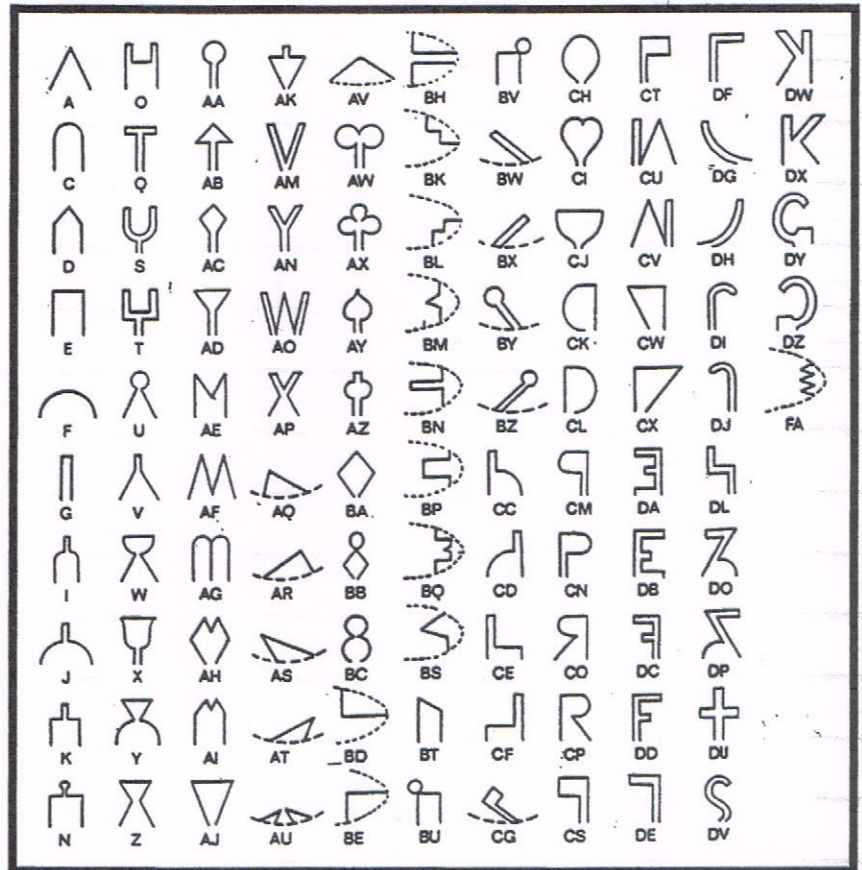 A O AA AK AV BH BV CH CT DF DW
C Q AB AM AW BK BW CI CU DG DX
D S AC AN AX BL BX CJ CV DH DY
E T AD AO AY BM BY CK CW DI DZ
F U AE AP AZ BN BZ CL CX DJ FA
G V AF AQ BA BP CC CM DA DL
I W AG AR BB BQ CD CN DB DO
J X AH AS BC BS CE CO DC DP
K Y AI AT BD BT CF CP DD DU
N Z AJ AU BE BU CG CS DE DV